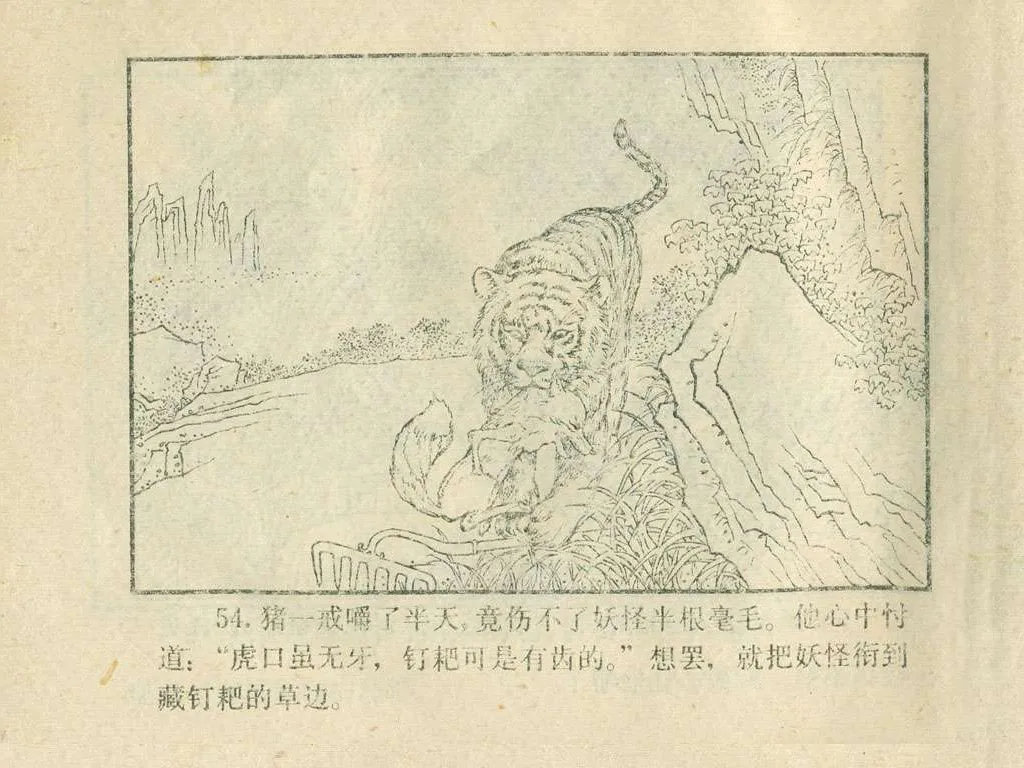 54. 猪一戒嚼了半天，竟伤不了妖怪半根毫毛。他心中忖
道：“虎口虽无牙，钉耙可是有齿的。”想罢，就把妖怪衔到
藏钉耙的草边。